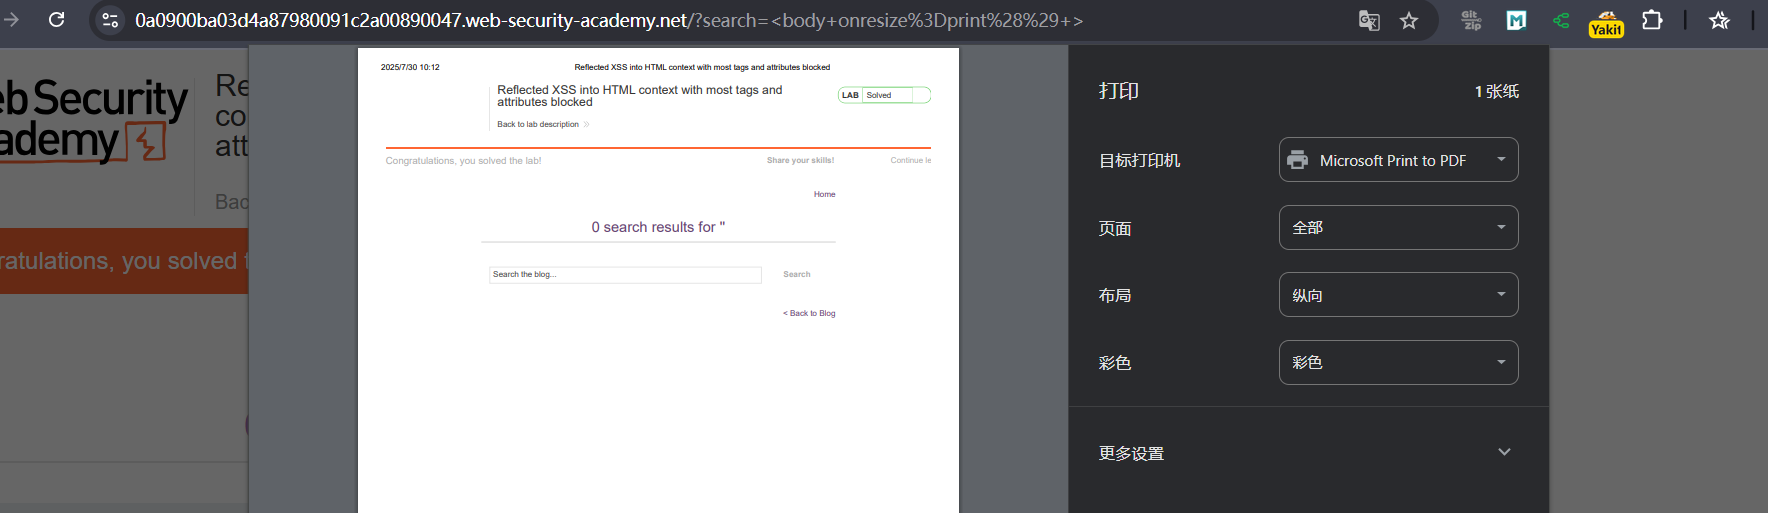 0a0900ba03d4a87980091c2a00890047.web-security-academy.net/?search=<body+onresize%3Dprint%28%29+>
Git
Zip
M
Yakit
eb Security
ademy
Re
co
att
Bac
ratulations, you solved t
2025/7/30 10:12
Reflected XSS into HTML context with most tags and attributes blocked
Reflected XSS into HTML context with most tags and
attributes blocked
LAB Solved
Back to lab description
Congratulations, you solved the lab!
Share your skills!
Continue le
Home
0 search results for ''
Search the blog...
Search
< Back to Blog
打印
1 张纸
目标打印机
Microsoft Print to PDF
页面
全部
布局
纵向
彩色
彩色
更多设置